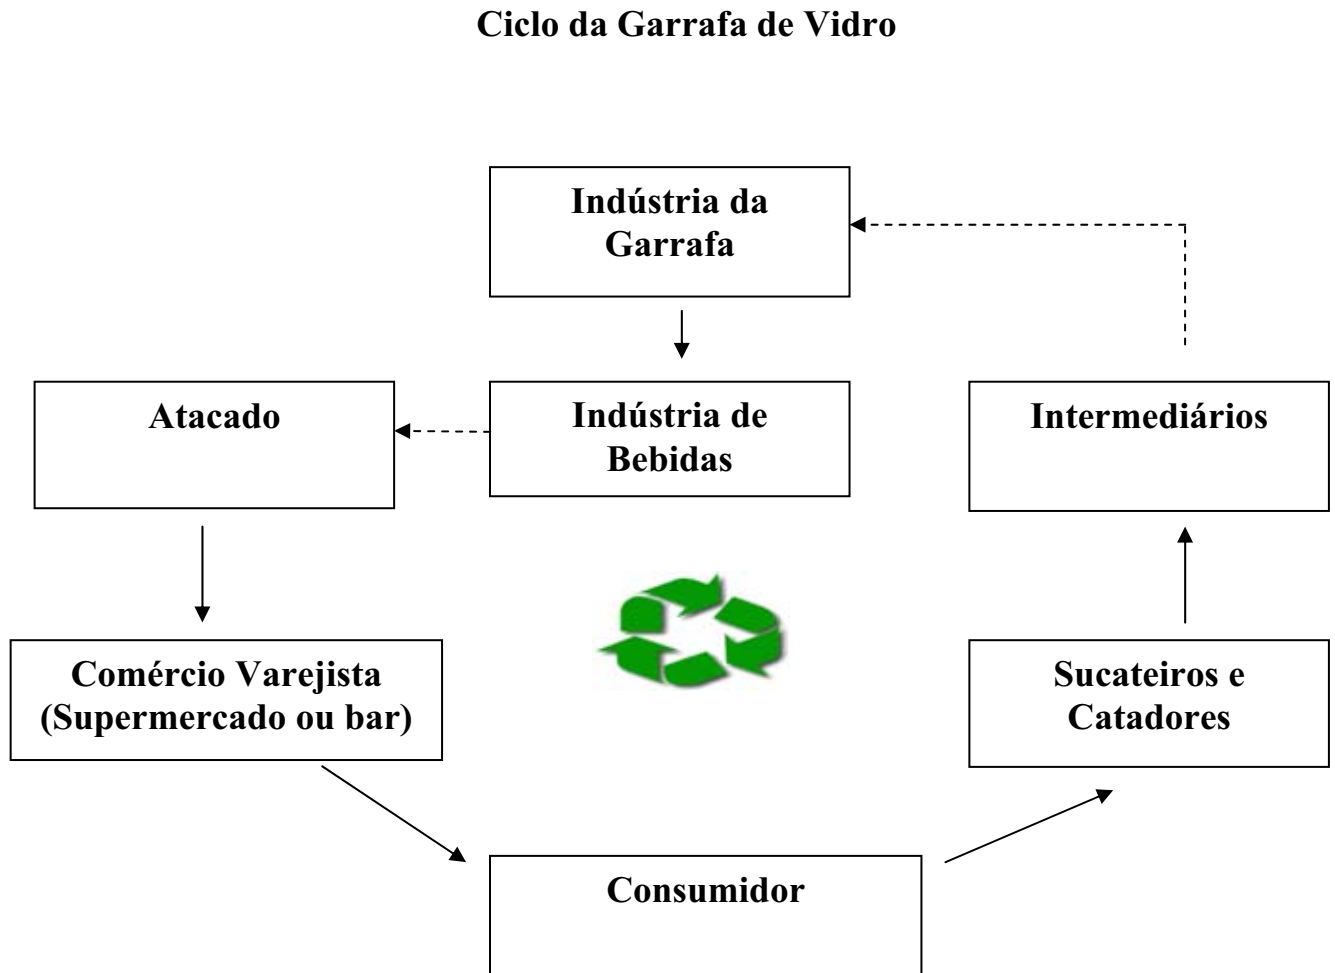 Ciclo da Garrafa de Vidro
Indústria da
Garrafa
Atacado
Indústria de
Bebidas
Intermediários
Comércio Varejista
(Supermercado ou bar)
Sucateiros e
Catadores
Consumidor